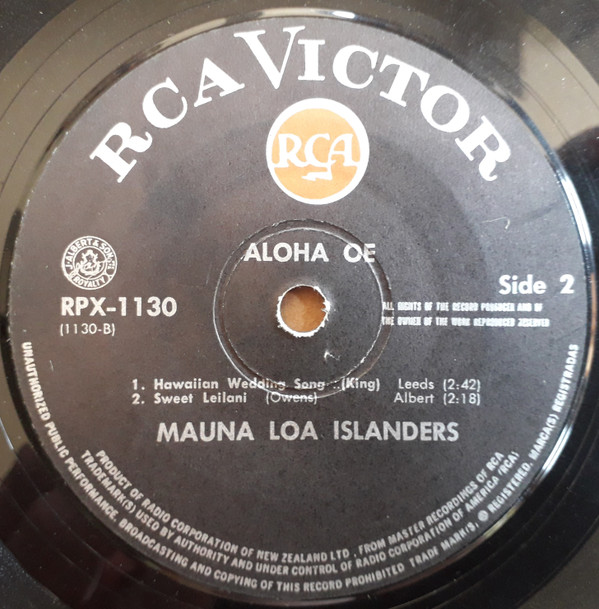 RCA VICTOR
RCA
J. ALBERT & SON
ROYALTY
ALOHA OE
Side 2
RPX-1130
(1130-B)
ALL RIGHTS OF THE RECORD PRODUCER AND OF
THE OWNER OF THE WORK REPRODUCED RESERVED
1. Hawaiian Wedding Song ..(King) Leeds (2:42)
2. Sweet Leilani (Owens) Albert (2:18)
MAUNA LOA ISLANDERS
PRODUCT OF RADIO CORPORATION OF NEW ZEALAND LTD., FROM MASTER RECORDINGS OF RCA
TRADEMARK(S) USED BY AUTHORITY AND UNDER CONTROL OF RADIO CORPORATION OF AMERICA (RCA)
UNAUTHORIZED PUBLIC PERFORMANCE, BROADCASTING AND COPYING OF THIS RECORD PROHIBITED TRADE MARK(S) ® REGISTERED. MARCA(S) REGISTRADAS